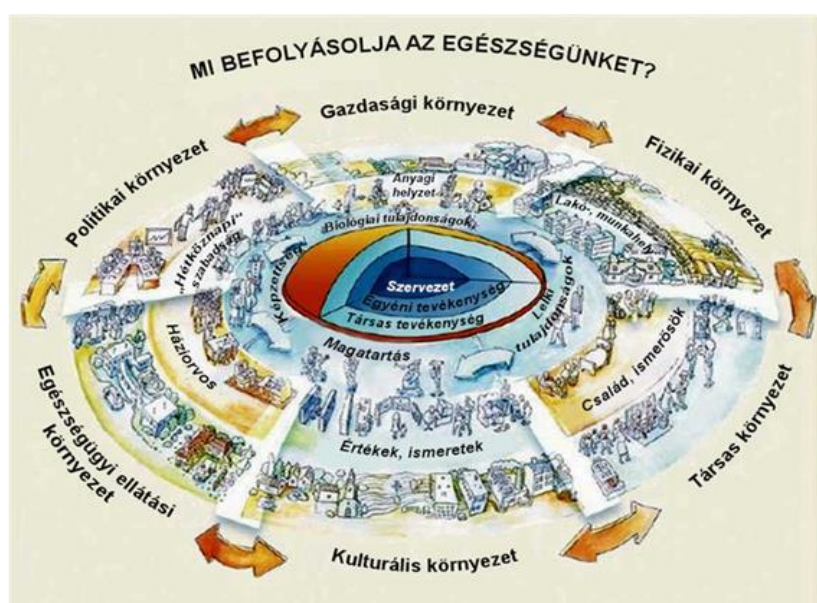 MI BEFOLYÁSOLJA AZ EGÉSZSÉGÜNKET?
Gazdasági környezet
Politikai környezet
Fizikai környezet
Anyagi
helyzet
Lakó-, munkahely
„Hétköznapi"
szabadság
Biológiai tulajdonságok
Képzettség
Szervezet
Egyéni tevékenység
Társas tevékenység
Lelki
tulajdonságok
Magatartás
Háziorvos
Család, ismerősök
Értékek, ismeretek
Egészségügyi ellátási
környezet
Társas környezet
Kulturális környezet